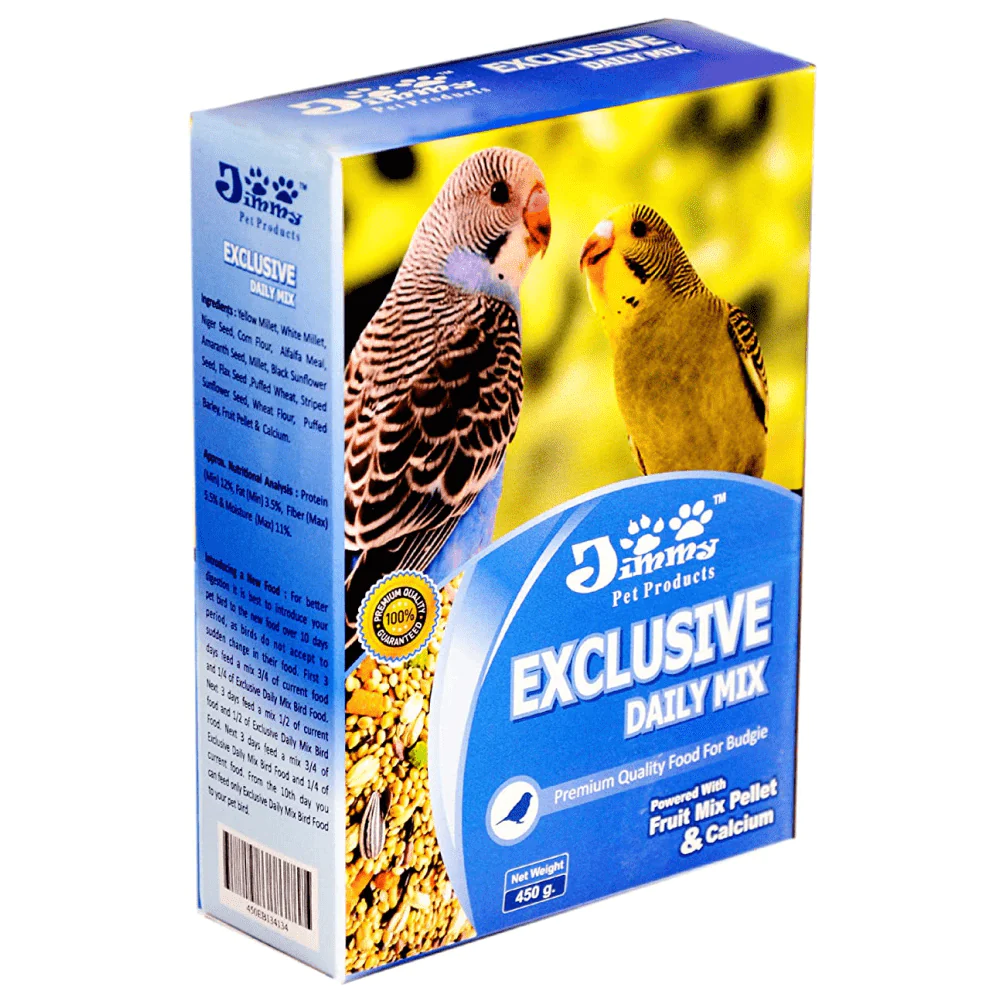 Jimmy™
Pet Products
EXCLUSIVE
DAILY MIX
Jimmy™
Pet Products
EXCLUSIVE
DAILY MIX
Ingredients : Yellow Millet, White Millet,
Niger Seed, Corn Flour, Alfalfa Meal,
Amaranth Seed, Millet, Black Sunflower
Seed, Flax Seed ,Puffed Wheat, Striped
Sunflower Seed, Wheat Flour, Puffed
Barley, Fruit Pellet & Calcium.
Approx. Nutritional Analysis : Protein
(Min) 12%, Fat (Min) 3.5%, Fiber (Max)
5.5% & Moisture (Max) 11%.
Introducing a New Food : For better
digestion it is best to introduce your
pet bird to the new food over 10 days
period, as birds do not accept to
sudden change in their food. First 3
days feed a mix 3/4 of current food
and 1/4 of Exclusive Daily Mix Bird Food.
Next 3 days feed a mix 1/2 of current
food and 1/2 of Exclusive Daily Mix Bird
Food. Next 3 days feed a mix 3/4 of
Exclusive Daily Mix Bird Food and 1/4 of
current food. From the 10th day you
can feed only Exclusive Daily Mix Bird Food
to your pet bird.
450EB134134
PREMIUM QUALITY
100%
GUARANTEED
Jimmy™
Pet Products
EXCLUSIVE
DAILY MIX
Premium Quality Food For Budgie
Powered With
Fruit Mix Pellet
& Calcium
Net Weight
450 g.